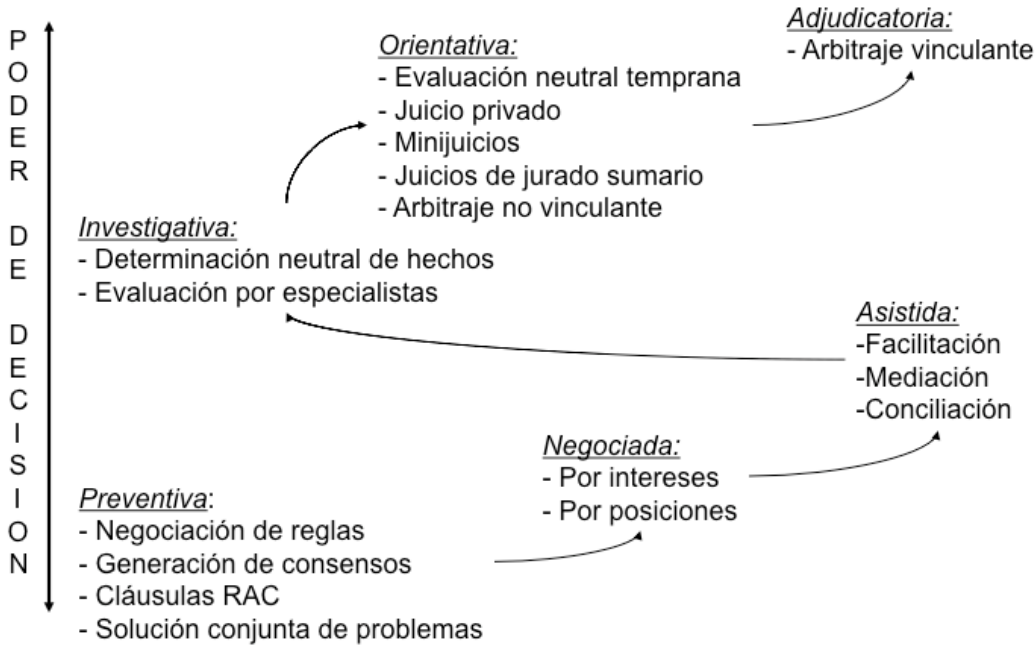 PODER DE DECISION
Adjudicatoria:
- Arbitraje vinculante
Orientativa:
- Evaluación neutral temprana
- Juicio privado
- Minijuicios
- Juicios de jurado sumario
- Arbitraje no vinculante
Investigativa:
- Determinación neutral de hechos
- Evaluación por especialistas
Asistida:
-Facilitación
-Mediación
-Conciliación
Negociada:
- Por intereses
- Por posiciones
Preventiva:
- Negociación de reglas
- Generación de consensos
- Cláusulas RAC
- Solución conjunta de problemas